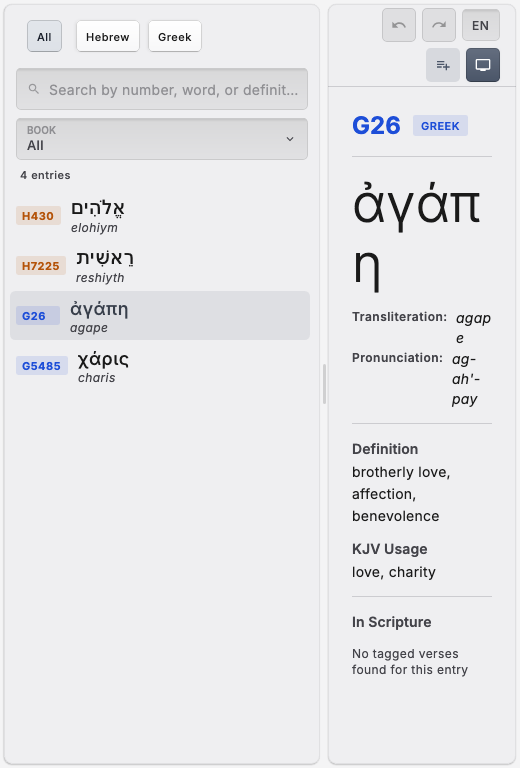 All
Hebrew
Greek
Search by number, word, or definit...
BOOK
All
4 entries
H430
אֱלֹהִים
elohiym
H7225
רֵאשִׁית
reshiyth
G26
ἀγάπη
agape
G5485
χάρις
charis
EN
G26
GREEK
ἀγάπ
η
Transliteration: agap
e
Pronunciation: ag-
ah'-
pay
Definition
brotherly love,
affection,
benevolence
KJV Usage
love, charity
In Scripture
No tagged verses
found for this entry